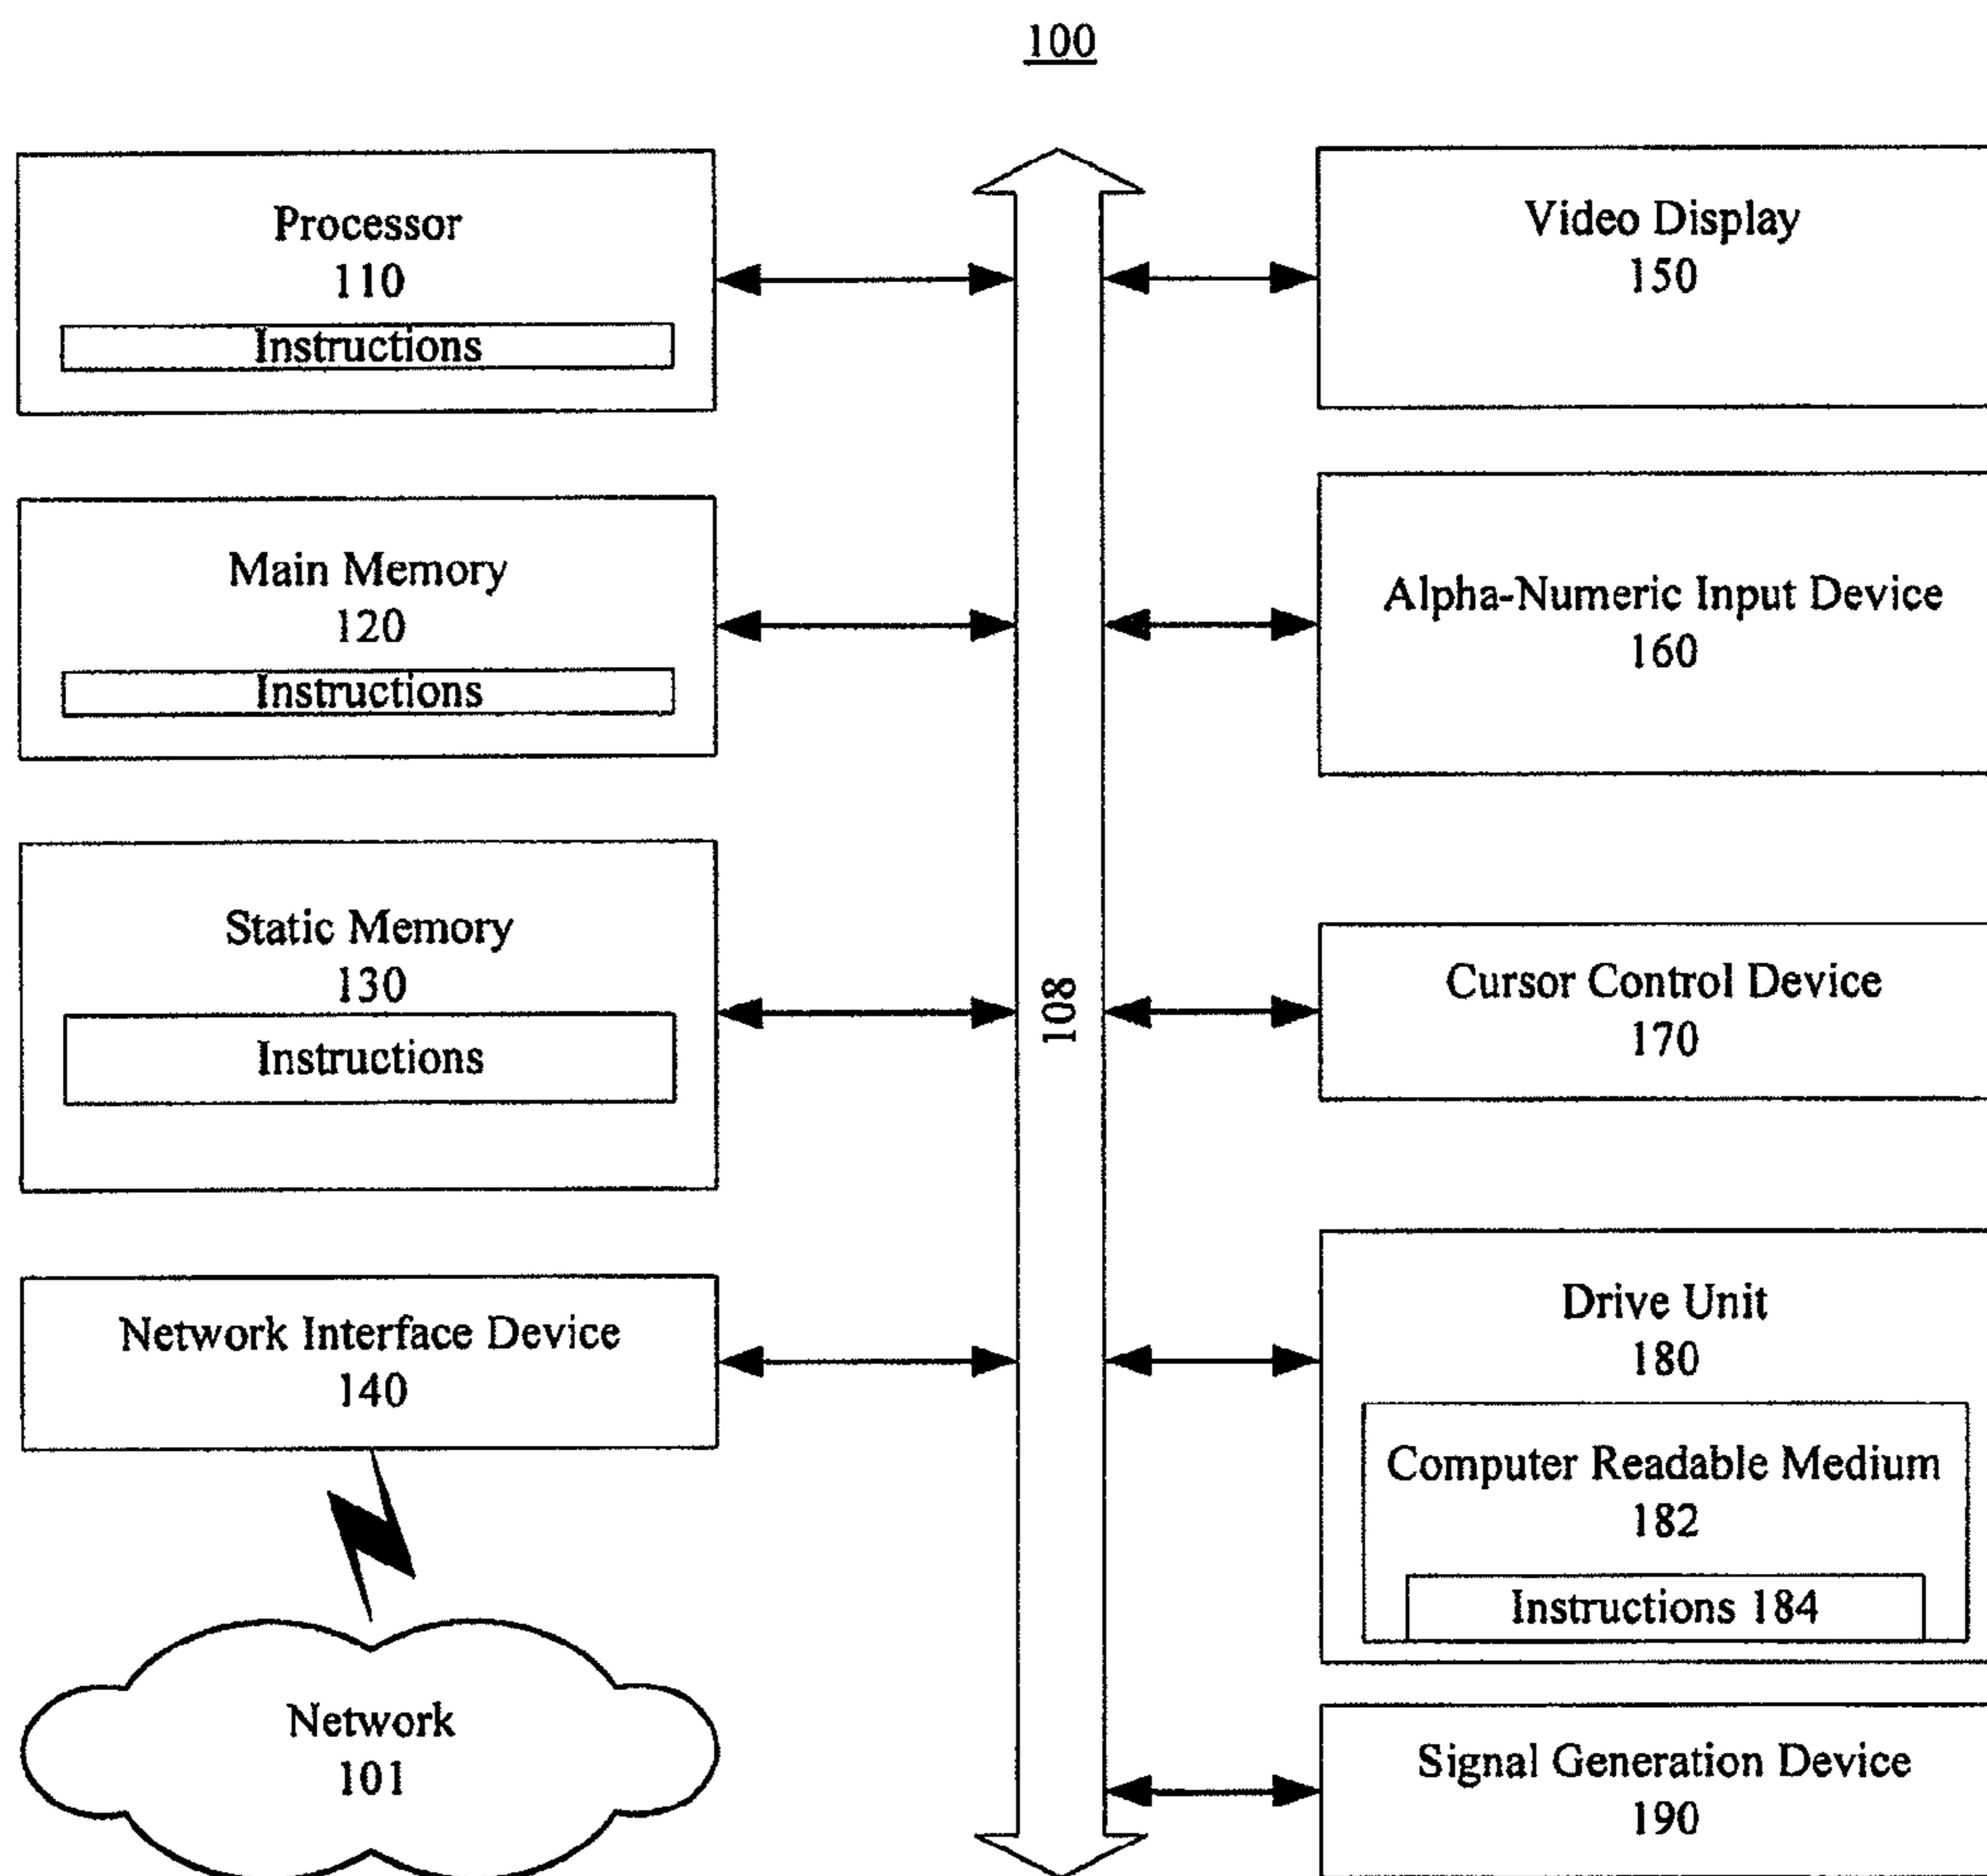 100
Processor
110
Instructions
Main Memory
120
Instructions
Static Memory
130
Instructions
Network Interface Device
140
Network
101
108
Video Display
150
Alpha-Numeric Input Device
160
Cursor Control Device
170
Drive Unit
180
Computer Readable Medium
182
Instructions 184
Signal Generation Device
190